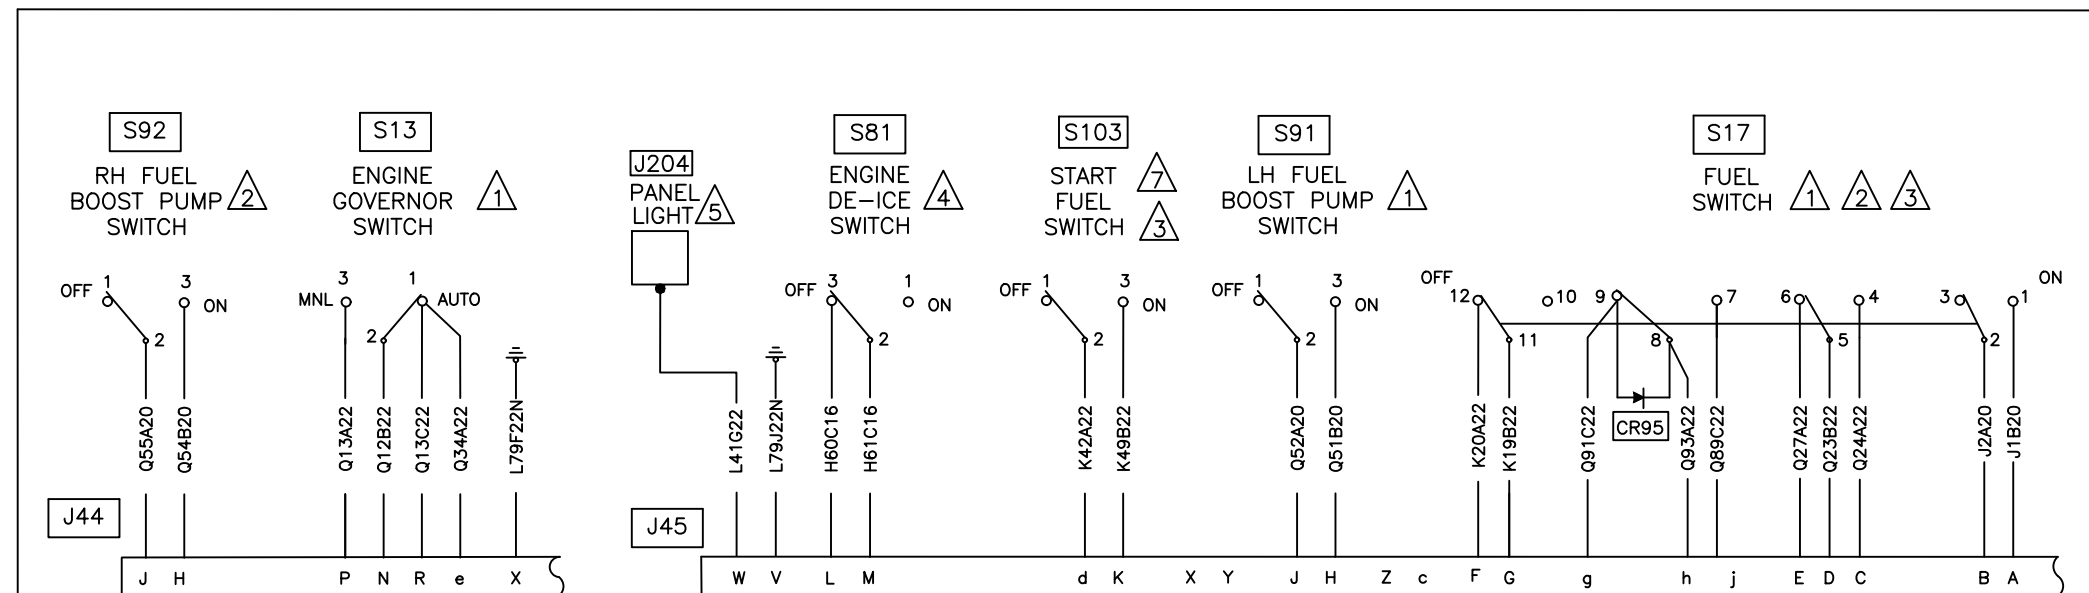 S92
RH FUEL
BOOST PUMP 2
SWITCH
S13
ENGINE
GOVERNOR 1
SWITCH
J204
PANEL
LIGHT 5
S81
ENGINE
DE-ICE 4
SWITCH
S103
START 7
FUEL
SWITCH 3
S91
LH FUEL
BOOST PUMP 1
SWITCH
S17
FUEL
SWITCH 1 2 3
OFF 1 3 ON
2
MNL 3 1 AUTO
2
OFF 3 1 ON
2
OFF 1 3 ON
2
OFF 1 3 ON
2
OFF 12 10 9 7 6 4 3 1 ON
11 8 5 2
CR95
Q55A20
Q54B20
Q13A22
Q12B22
Q13C22
Q34A22
L79F22N
L41G22
L79J22N
H60C16
H61C16
K42A22
K49B22
Q52A20
Q51B20
K20A22
K19B22
Q91C22
Q93A22
Q89C22
Q27A22
Q23B22
Q24A22
J2A20
J1B20
J44
J H P N R e X
J45
W V L M d K X Y J H Z c F G g h j E D C B A